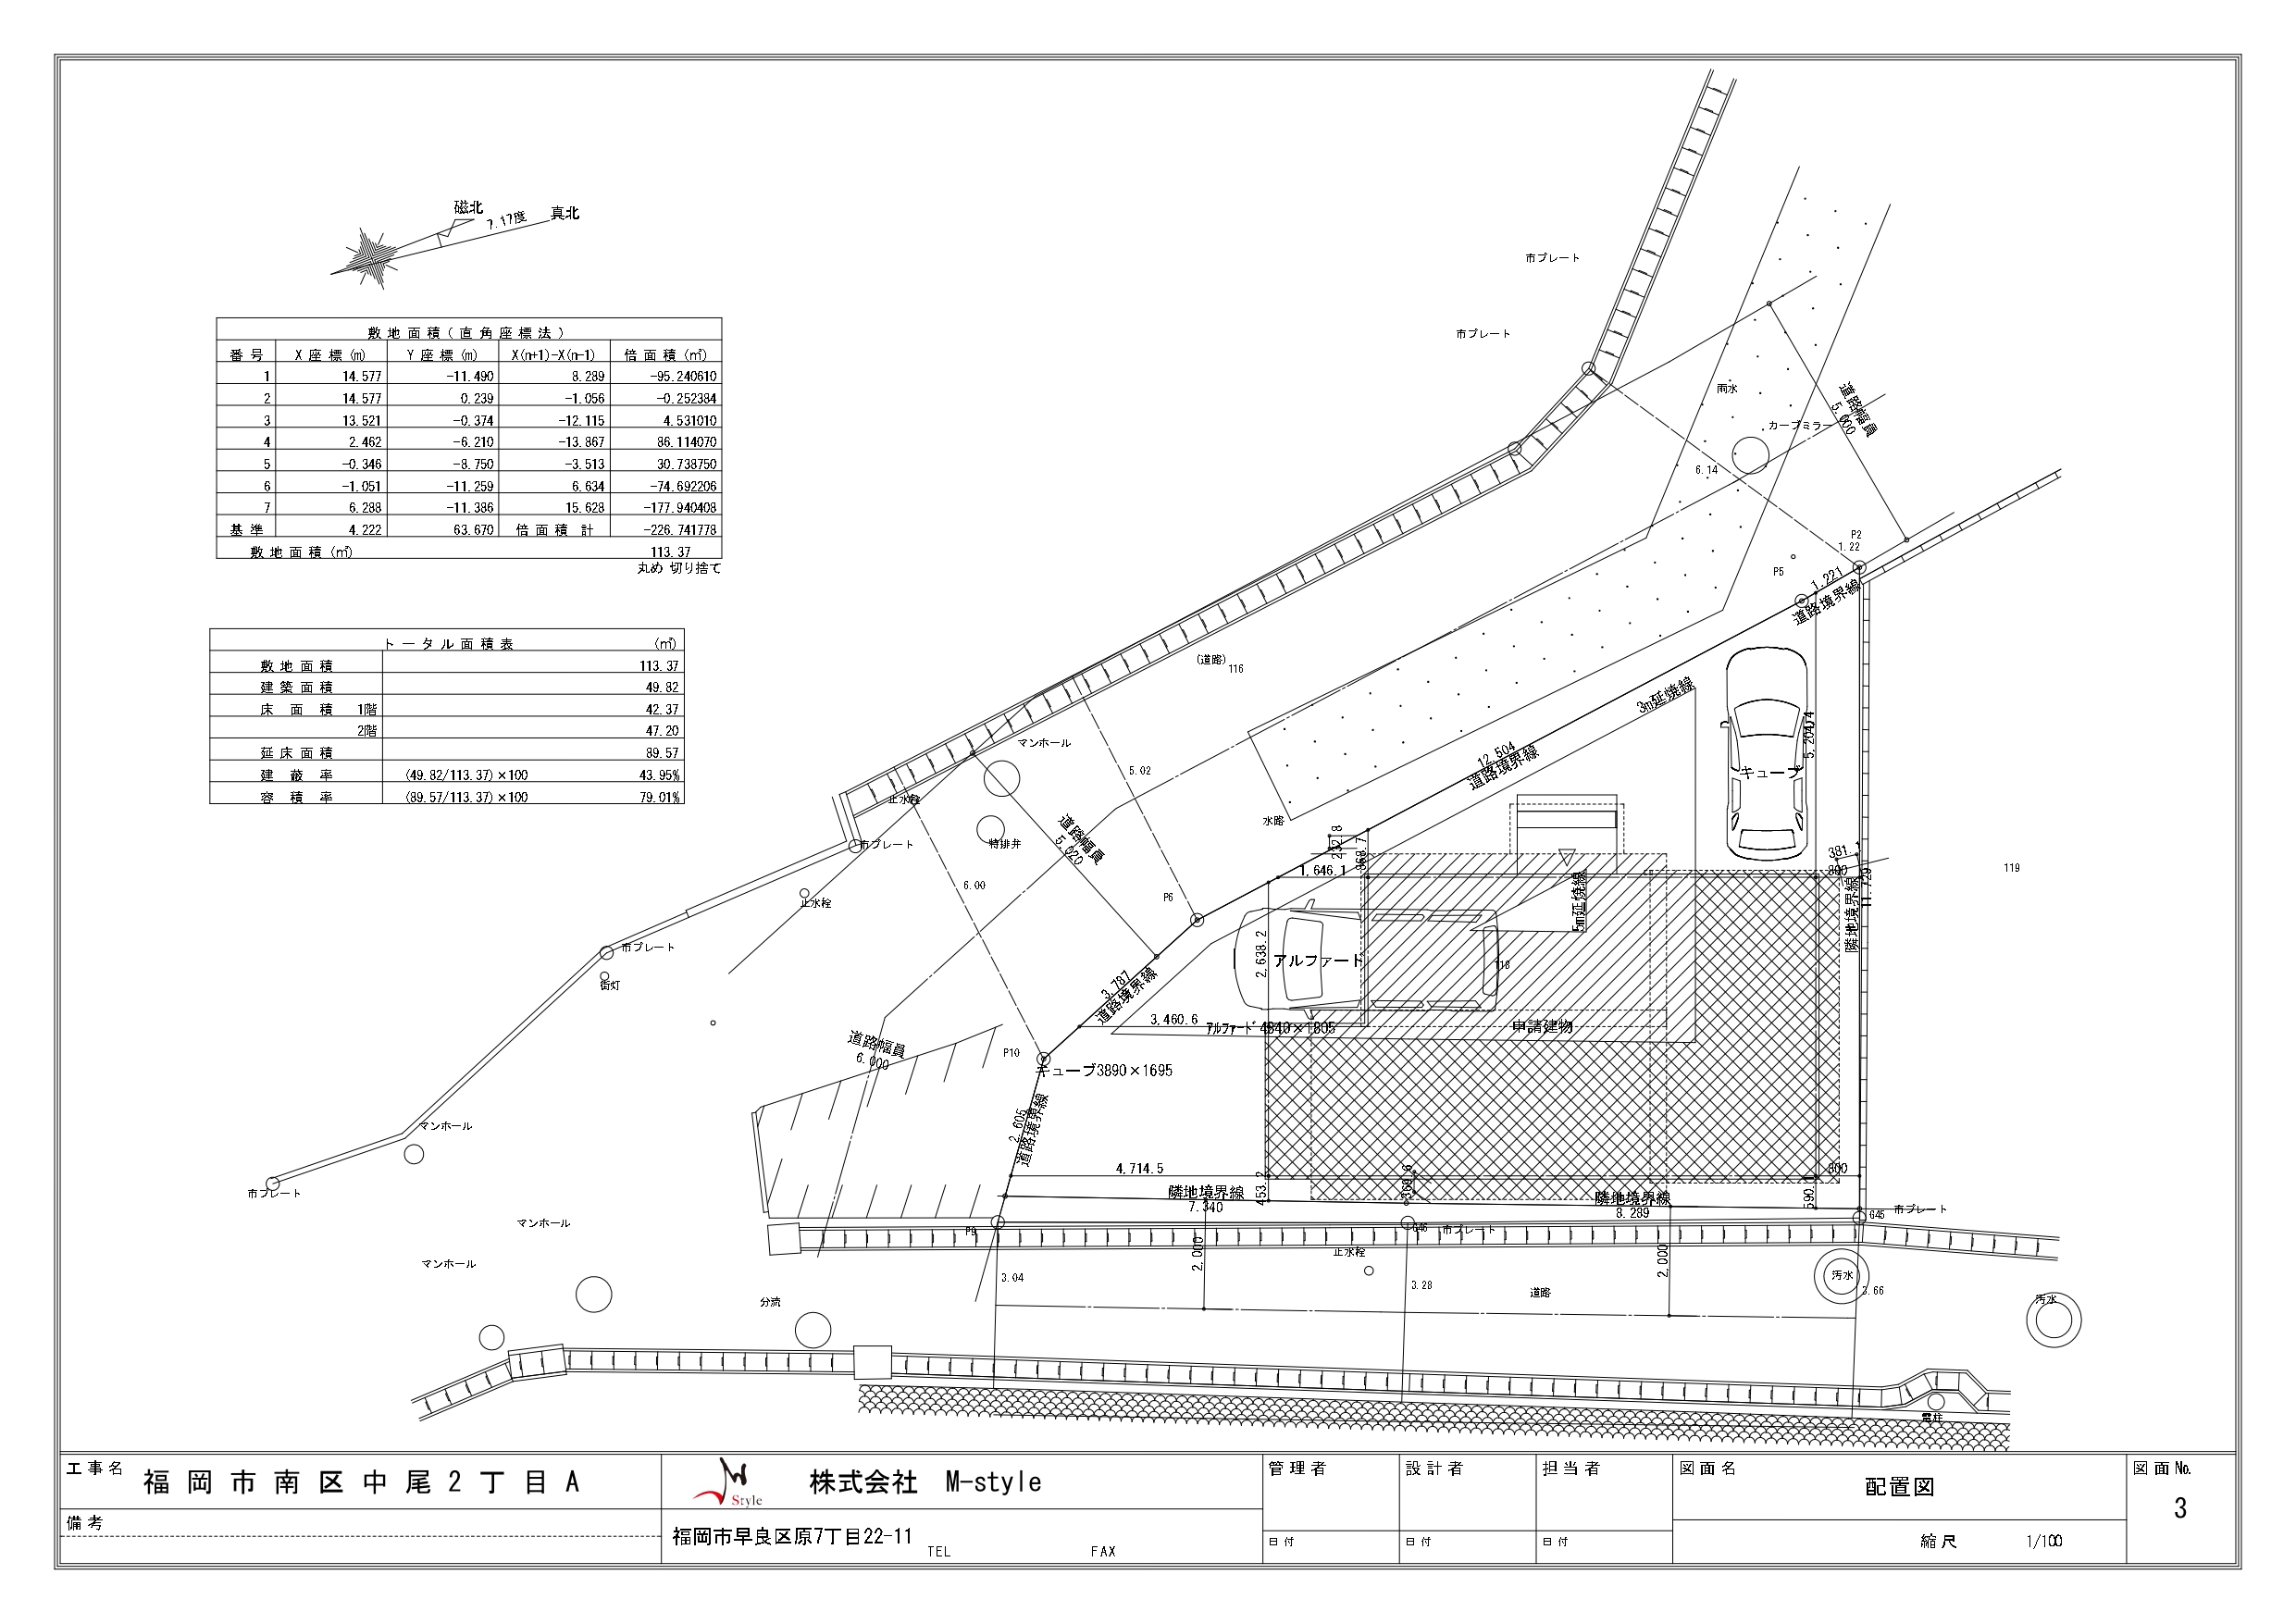 磁北
7.17度
真北
敷地面積(直角座標法)
番号 X座標(m) Y座標(m) X(n+1)-X(n-1) 倍面積(㎡)
1 14.577 -11.490 8.289 -95.240610
2 14.577 0.239 -1.056 -0.252384
3 13.521 -0.374 -12.115 4.531010
4 2.462 -6.210 -13.867 86.114070
5 -0.346 -8.750 -3.513 30.738750
6 -1.051 -11.259 6.634 -74.692206
7 6.288 -11.386 15.628 -177.940408
基準 4.222 63.670 倍面積計 -226.741778
敷地面積(㎡) 113.37
丸め 切り捨て
トータル面積表 (㎡)
敷地面積 113.37
建築面積 49.82
床面積 1階 42.37
2階 47.20
延床面積 89.57
建蔽率 (49.82/113.37)×100 43.95%
容積率 (89.57/113.37)×100 79.01%
市プレート
市プレート
雨水
カーブミラー
道路幅員
5.000
6.14
P2
1.22
P5
1.221
道路境界線
(道路)
116
3m延焼線
12.504
道路境界線
マンホール
5.02
止水栓
市プレート
特排弁
道路幅員
5.020
水路
キューブ
5,204.4
232.8
868.7
1,646.1
381.1
800
119
6.00
P6
止水栓
市プレート
街灯
5m延焼線
隣地境界線
11.729
2,638.2
アルファード
118
3.787
道路境界線
3,460.6
アルファード 4840×1805
申請建物
道路幅員
6.000
P10
キューブ3890×1695
2.605
道路境界線
マンホール
市プレート
4,714.5
隣地境界線
7.340
453.2
369.6
隣地境界線
8.289
590.1
800
市プレート
G45
P9
G46
市プレート
マンホール
マンホール
止水栓
2,000
2,000
3.04
3.28
道路
汚水
3.66
汚水
分流
電柱
工事名 福岡市南区中尾2丁目A
備考
Style
株式会社 M-style
福岡市早良区原7丁目22-11 TEL FAX
管理者 設計者 担当者
日付 日付 日付
図面名 配置図
縮尺 1/100
図面No. 3